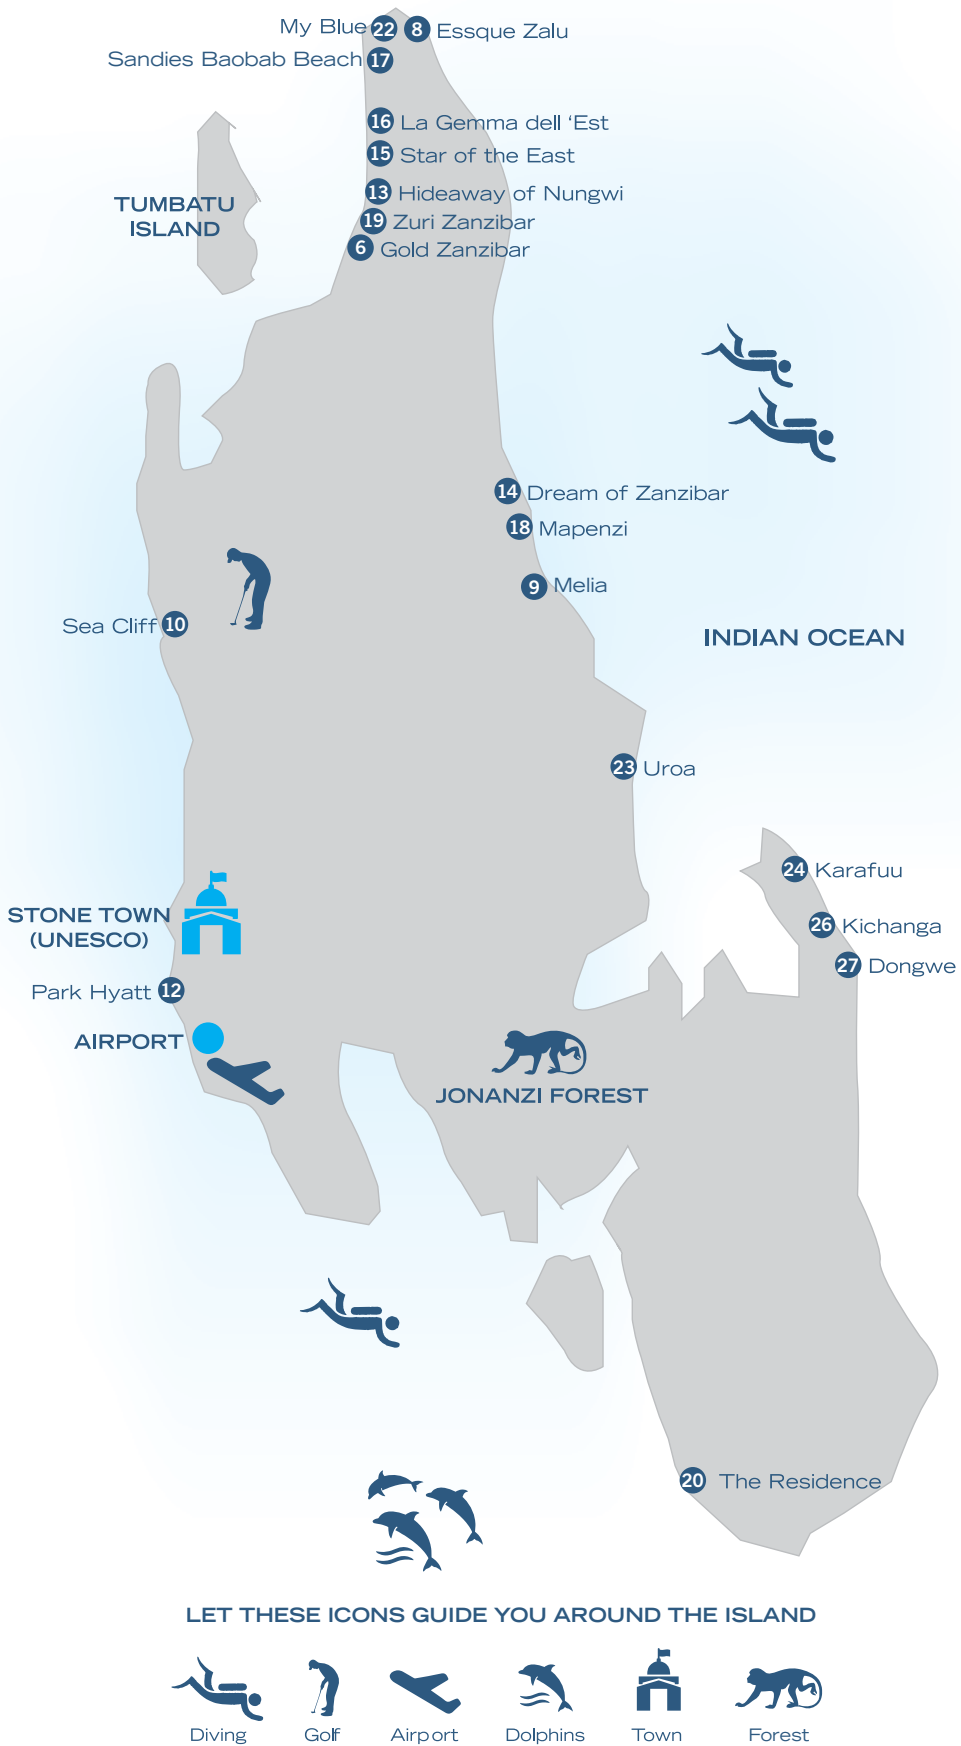 My Blue 22 8 Essque Zalu
Sandies Baobab Beach 17
16 La Gemma dell ‘Est
15 Star of the East
13 Hideaway of Nungwi
TUMBATU
ISLAND
19 Zuri Zanzibar
6 Gold Zanzibar
14 Dream of Zanzibar
18 Mapenzi
9 Melia
Sea Cliff 10
INDIAN OCEAN
23 Uroa
24 Karafuu
STONE TOWN
(UNESCO)
26 Kichanga
27 Dongwe
Park Hyatt 12
AIRPORT
JONANZI FOREST
20 The Residence
LET THESE ICONS GUIDE YOU AROUND THE ISLAND
Diving Golf Airport Dolphins Town Forest